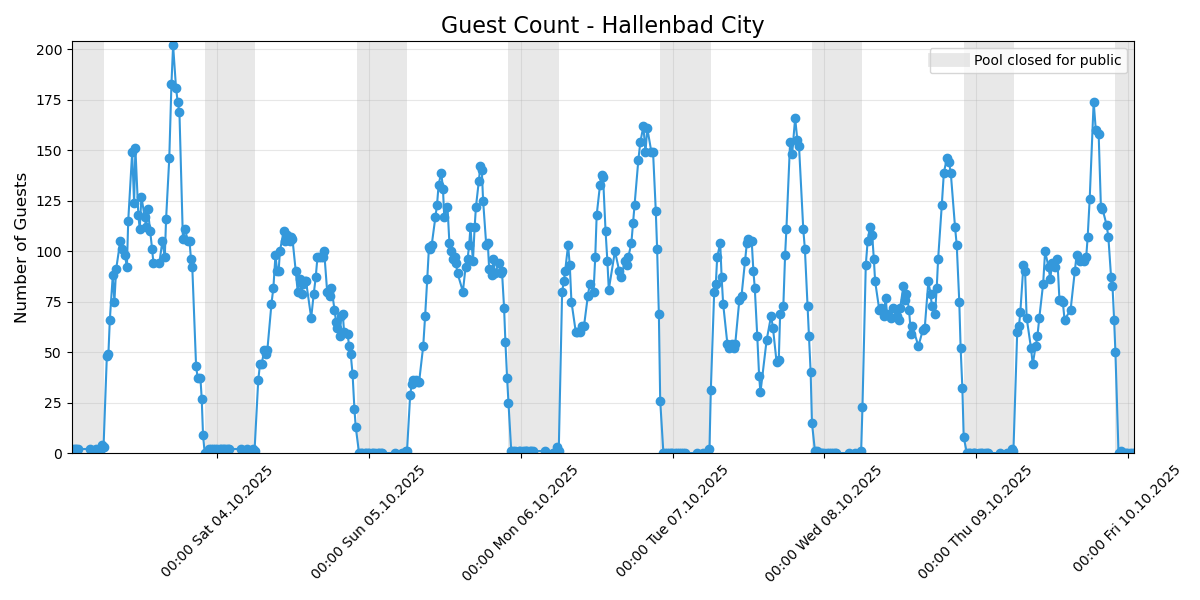 Guest Count - Hallenbad City
Number of Guests
200
175
150
125
100
75
50
25
0
Pool closed for public
00:00 Sat 04.10.2025
00:00 Sun 05.10.2025
00:00 Mon 06.10.2025
00:00 Tue 07.10.2025
00:00 Wed 08.10.2025
00:00 Thu 09.10.2025
00:00 Fri 10.10.2025